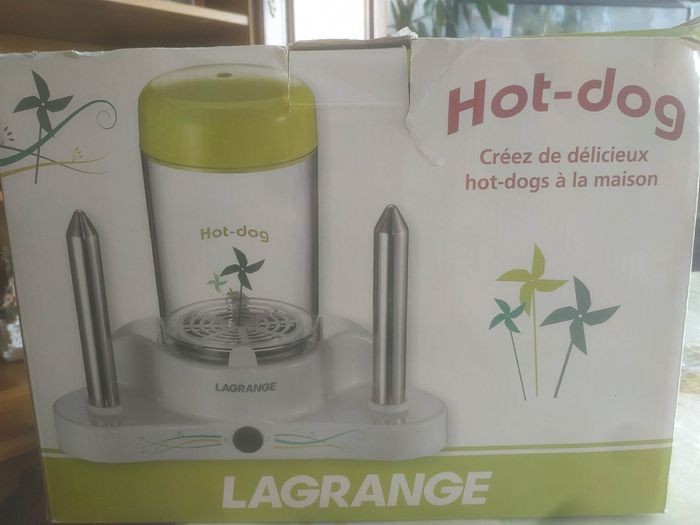 Hot-dog
Créez de délicieux
hot-dogs à la maison
Hot-dog
LAGRANGE
LAGRANGE